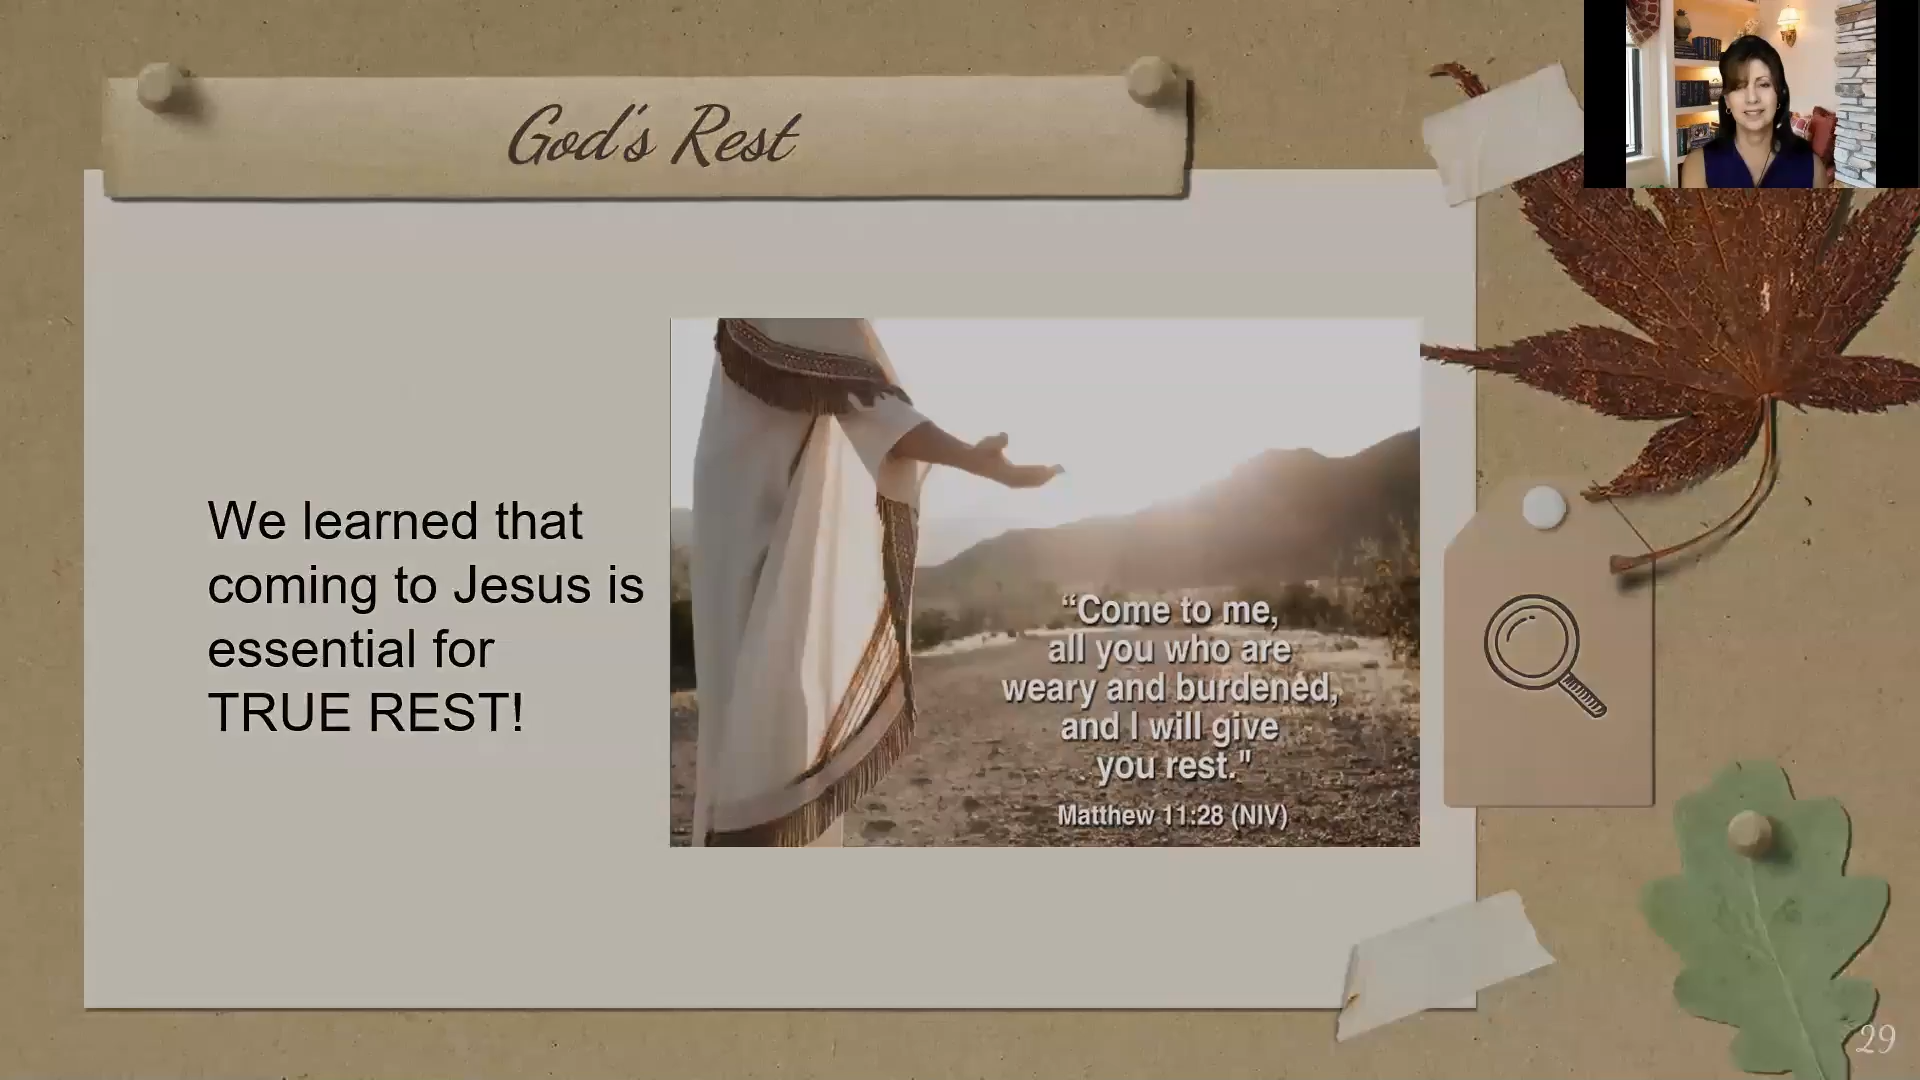 God's Rest
We learned that
coming to Jesus is
essential for
TRUE REST!
“Come to me,
all you who are
weary and burdened,
and I will give
you rest."
Matthew 11:28 (NIV)
29